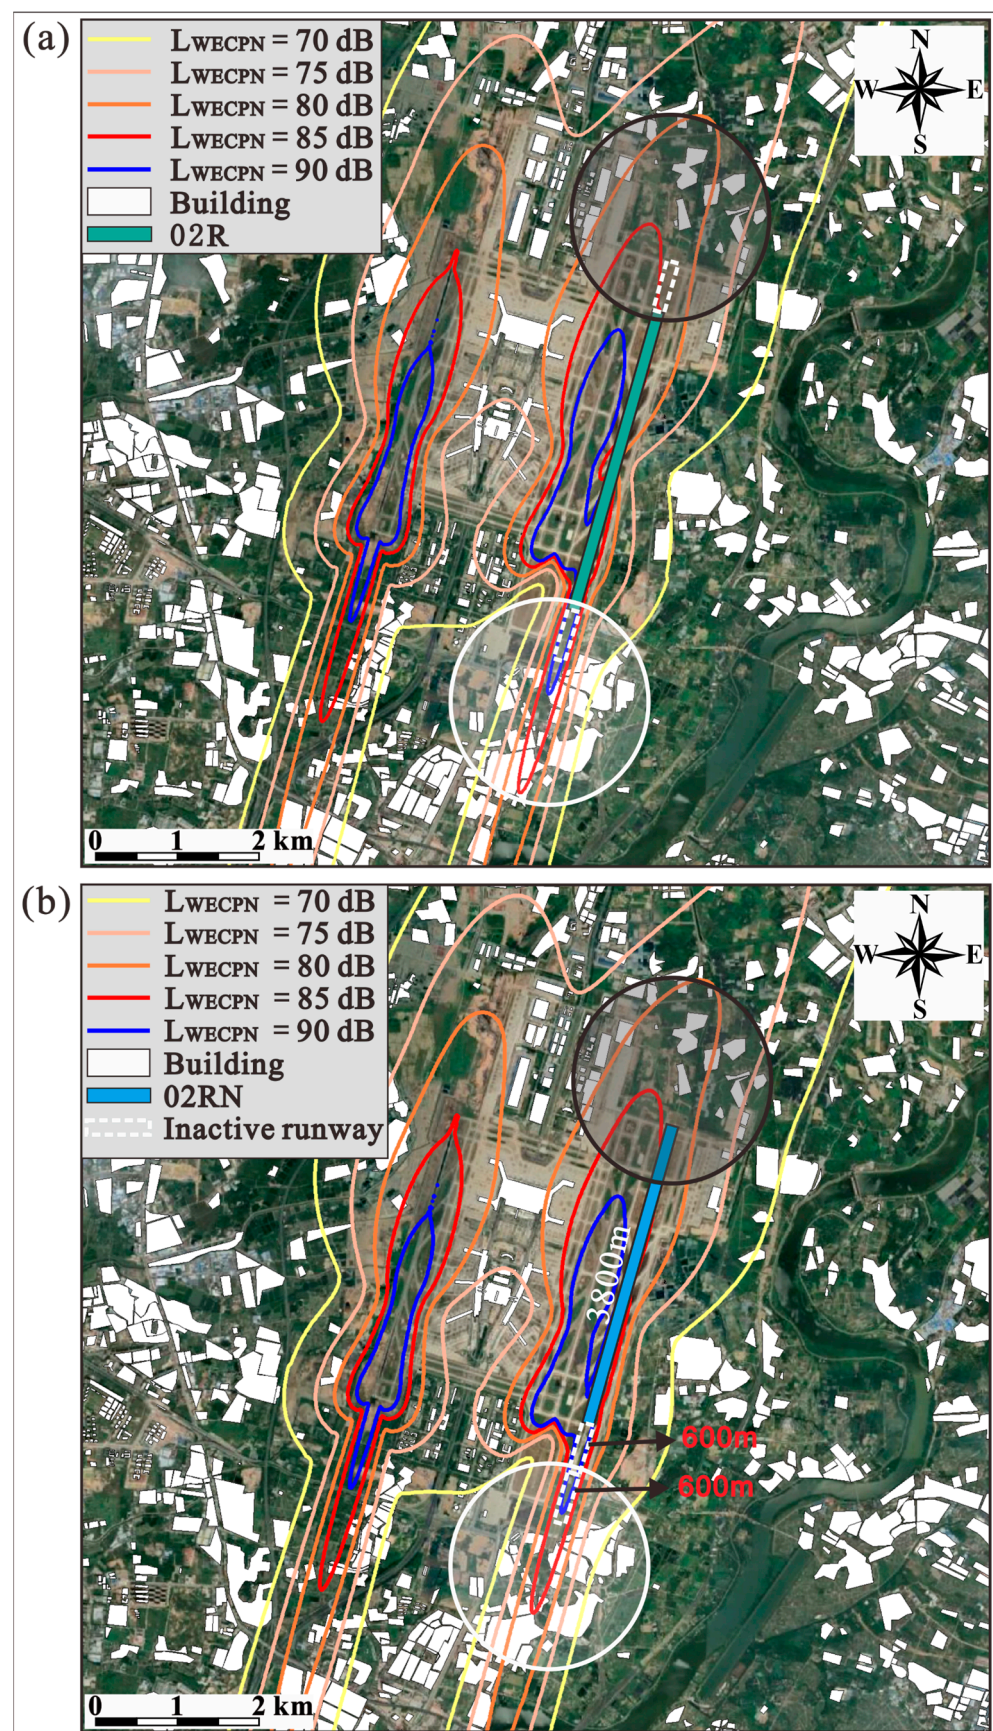 (a)
LWECPN = 70 dB
LWECPN = 75 dB
LWECPN = 80 dB
LWECPN = 85 dB
LWECPN = 90 dB
Building
02R
N
W E
S
0 1 2 km
(b)
LWECPN = 70 dB
LWECPN = 75 dB
LWECPN = 80 dB
LWECPN = 85 dB
LWECPN = 90 dB
Building
02RN
Inactive runway
N
W E
S
3800m
600m
600m
0 1 2 km